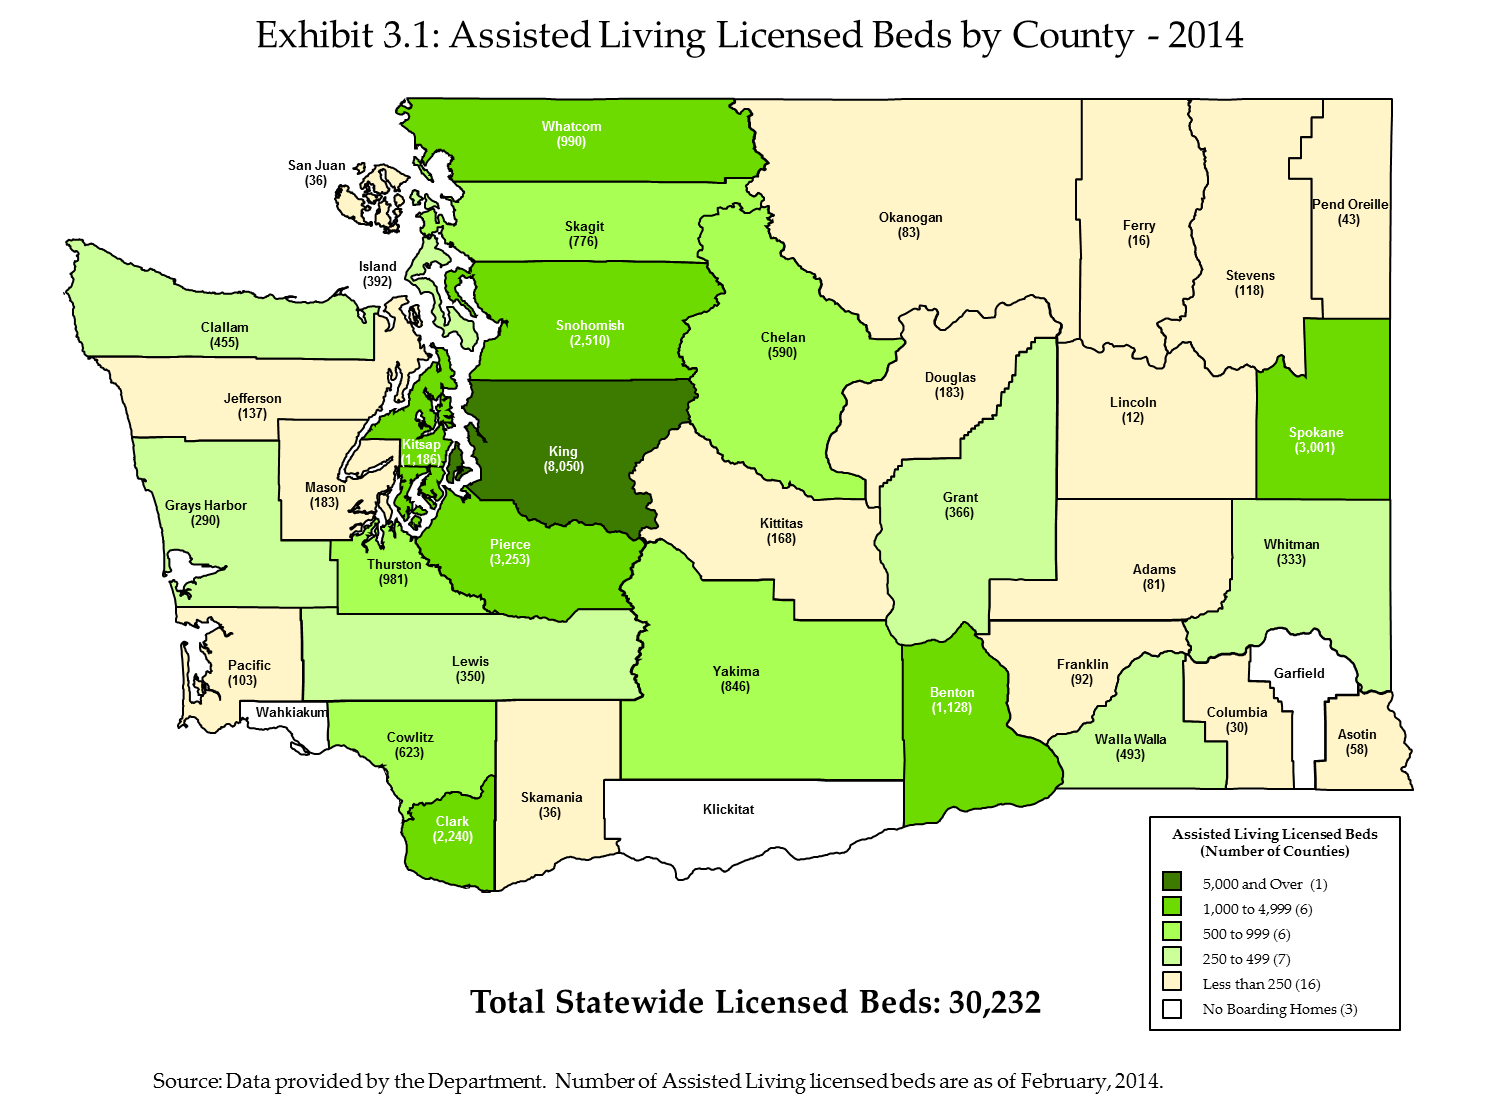 Exhibit 3.1: Assisted Living Licensed Beds by County - 2014
Whatcom
(990)
San Juan
(36)
Skagit
(776)
Okanogan
(83)
Ferry
(16)
Stevens
(118)
Pend Oreille
(43)
Island
(392)
Clallam
(455)
Snohomish
(2,510)
Chelan
(590)
Jefferson
(137)
Douglas
(183)
Lincoln
(12)
Spokane
(3,001)
Kitsap
(1,186)
King
(8,050)
Mason
(183)
Grays Harbor
(290)
Grant
(366)
Kittitas
(168)
Pierce
(3,253)
Thurston
(981)
Adams
(81)
Whitman
(333)
Pacific
(103)
Lewis
(350)
Yakima
(846)
Franklin
(92)
Garfield
Benton
(1,128)
Wahkiakum
Cowlitz
(623)
Walla Walla
(493)
Columbia
(30)
Asotin
(58)
Skamania
(36)
Klickitat
Clark
(2,240)
Assisted Living Licensed Beds
(Number of Counties)
5,000 and Over (1)
1,000 to 4,999 (6)
500 to 999 (6)
250 to 499 (7)
Less than 250 (16)
No Boarding Homes (3)
Total Statewide Licensed Beds: 30,232
Source: Data provided by the Department. Number of Assisted Living licensed beds are as of February, 2014.